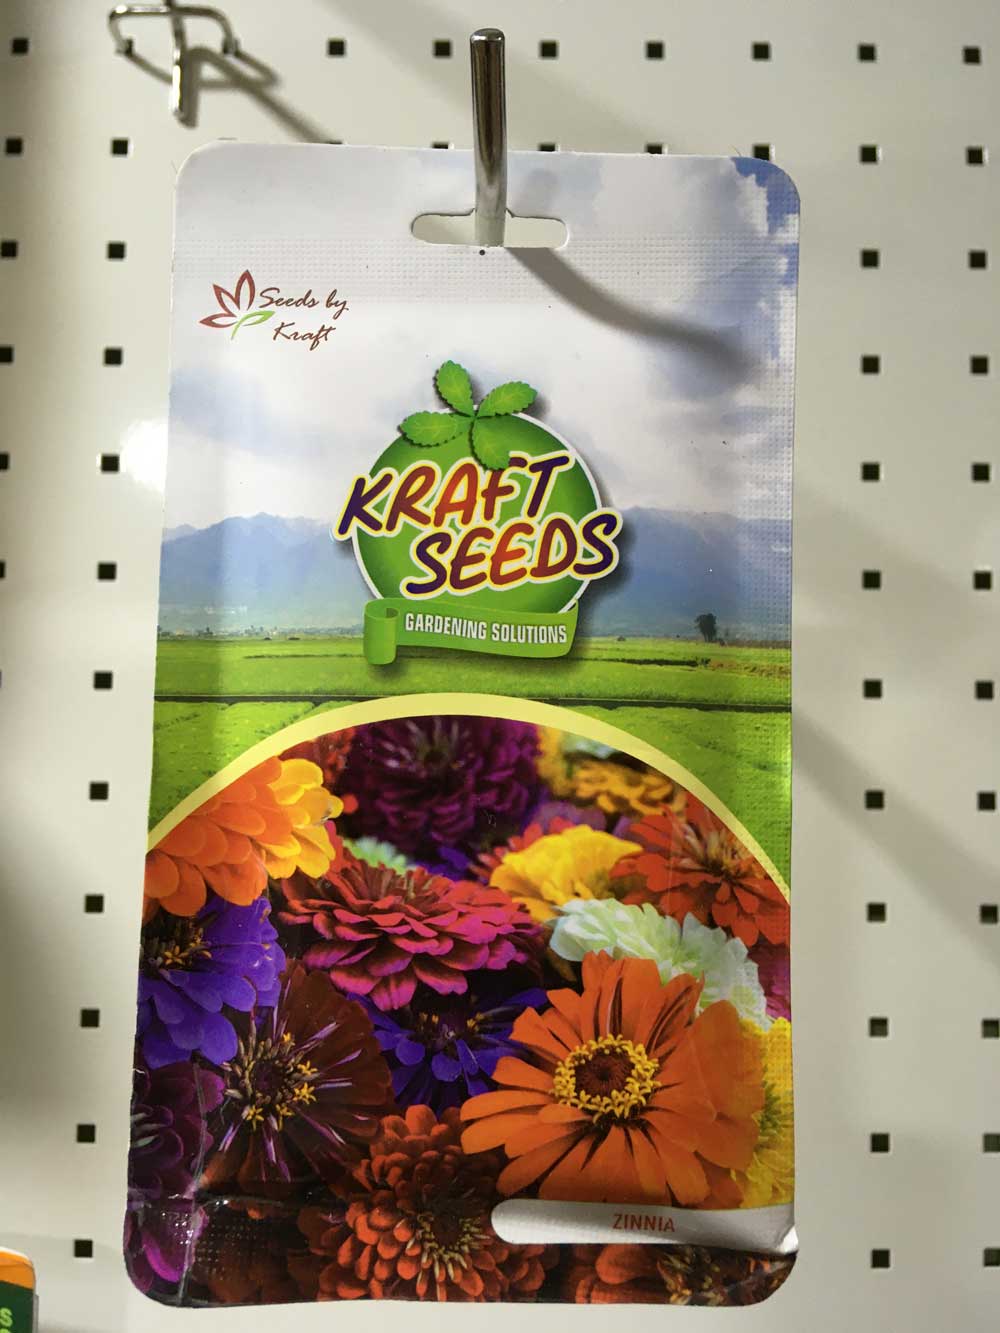 Seeds by
Kraft
KRAFT
SEEDS
GARDENING SOLUTIONS
ZINNIA
S